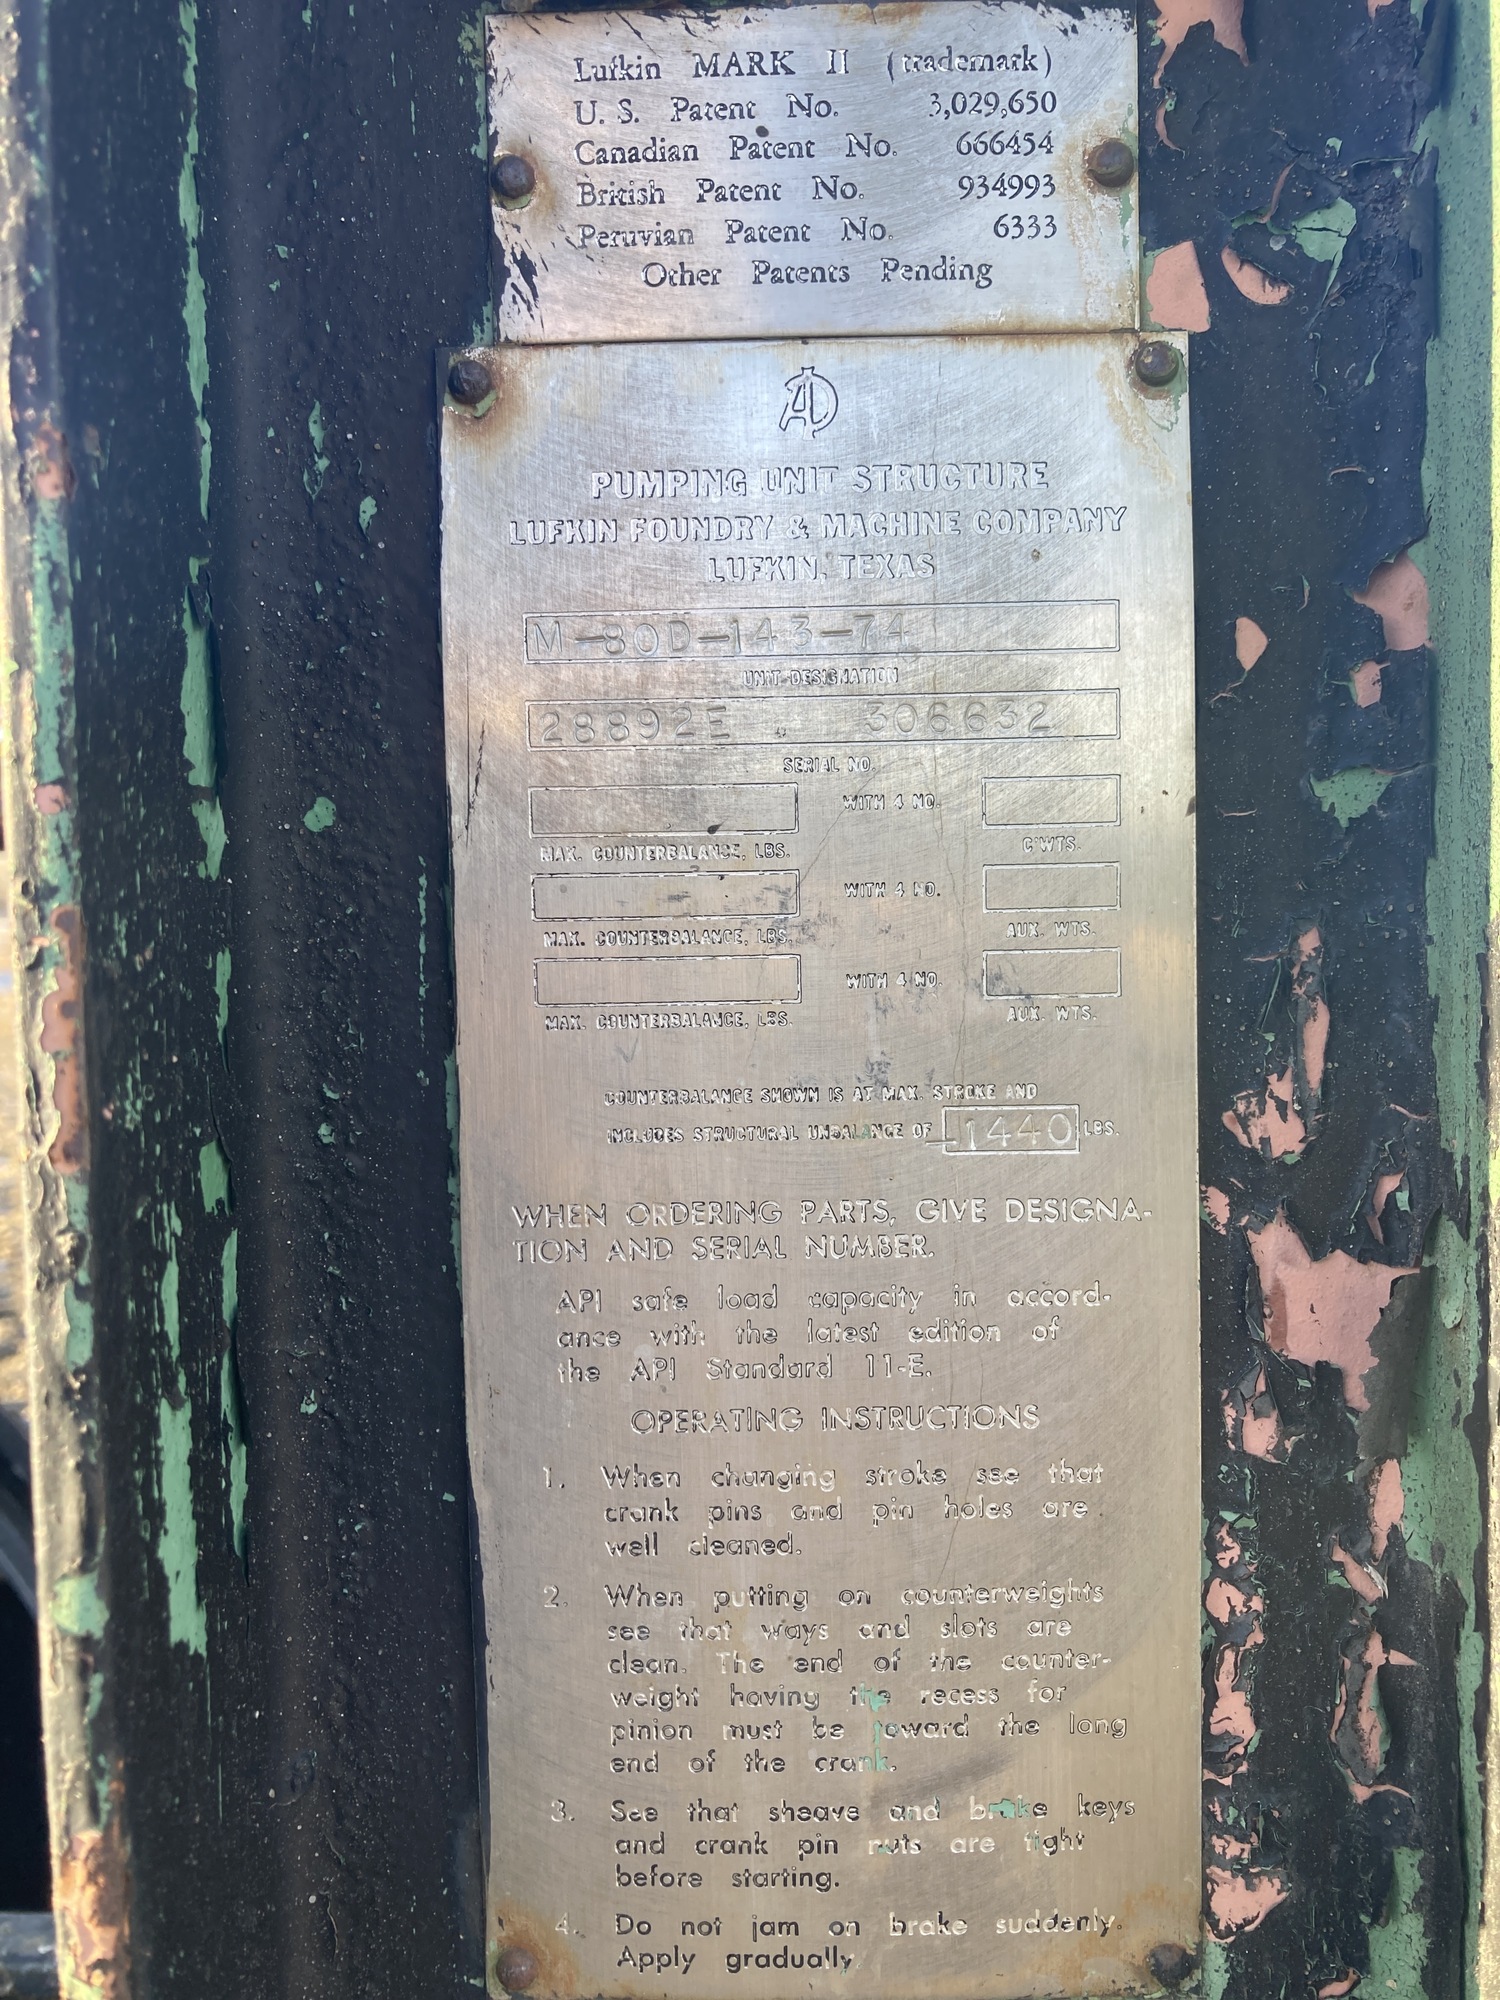 Lufkin MARK II (trademark)
U. S. Patent No. 3,029,650
Canadian Patent No. 666454
British Patent No. 934993
Peruvian Patent No. 6333
Other Patents Pending
PUMPING UNIT STRUCTURE
LUFKIN FOUNDRY & MACHINE COMPANY
LUFKIN, TEXAS
M-80D-143-74
UNIT DESIGNATION
28892E 306632
SERIAL NO.
WITH 4 NO.
MAX. COUNTERBALANCE, LBS. C'WTS.
WITH 4 NO.
MAX. COUNTERBALANCE, LBS. AUX. WTS.
WITH 4 NO.
MAX. COUNTERBALANCE, LBS. AUX. WTS.
COUNTERBALANCE SHOWN IS AT MAX. STROKE AND
INCLUDES STRUCTURAL UNBALANCE OF -1440 LBS.
WHEN ORDERING PARTS, GIVE DESIGNA-
TION AND SERIAL NUMBER.
API safe load capacity in accord-
ance with the latest edition of
the API Standard 11-E.
OPERATING INSTRUCTIONS
1. When changing stroke see that
crank pins and pin holes are
well cleaned.
2. When putting on counterweights
see that ways and slots are
clean. The end of the counter-
weight having the recess for
pinion must be toward the long
end of the crank.
3. See that sheave and brake keys
and crank pin nuts are tight
before starting.
4. Do not jam on brake suddenly.
Apply gradually.